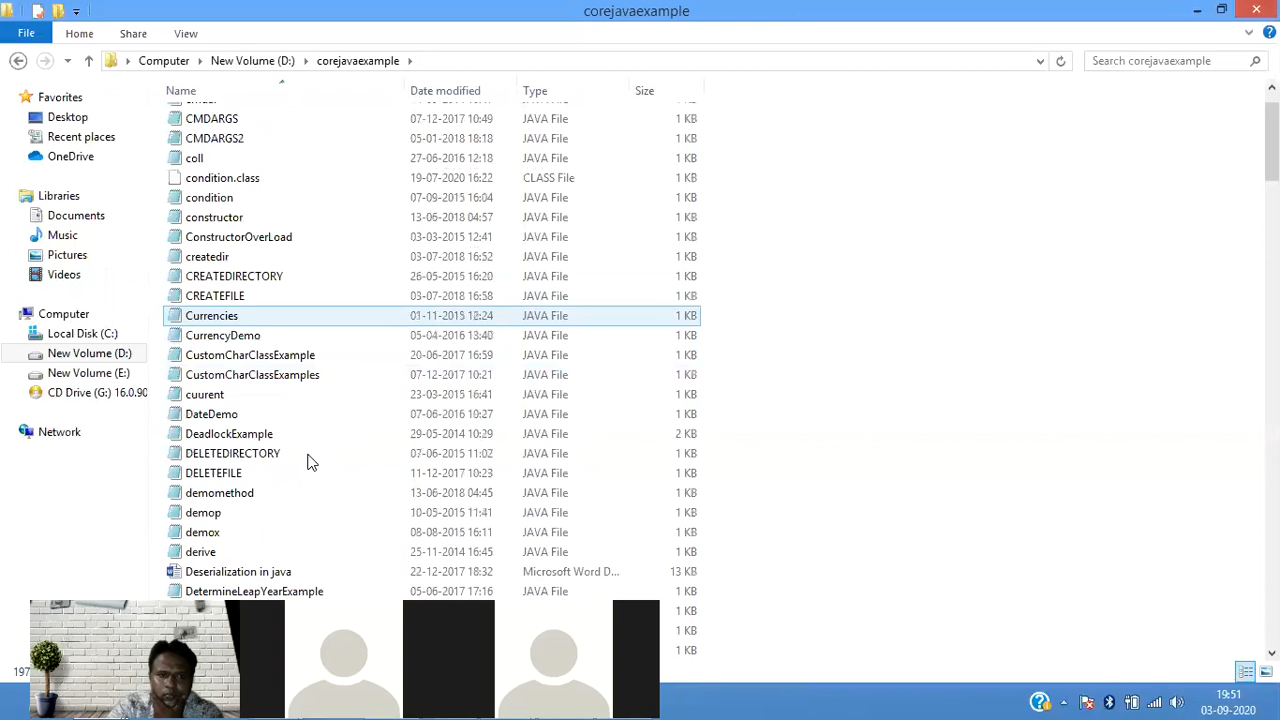 corejavaexample
File Home Share View
Computer New Volume (D:) corejavaexample Search corejavaexample
Name Date modified Type Size
Favorites
Desktop
Recent places
OneDrive
Libraries
Documents
Music
Pictures
Videos
Computer
Local Disk (C:)
New Volume (D:)
New Volume (E:)
CD Drive (G:) 16.0.90
Network
CMDARGS 07-12-2017 10:49 JAVA File 1 KB
CMDARGS2 05-01-2018 18:18 JAVA File 1 KB
coll 27-06-2016 12:18 JAVA File 1 KB
condition.class 19-07-2020 16:22 CLASS File 1 KB
condition 07-09-2015 16:04 JAVA File 1 KB
constructor 13-06-2018 04:57 JAVA File 1 KB
ConstructorOverLoad 03-03-2015 12:41 JAVA File 1 KB
createdir 03-07-2018 16:52 JAVA File 1 KB
CREATEDIRECTORY 26-05-2015 16:20 JAVA File 1 KB
CREATEFILE 03-07-2018 16:58 JAVA File 1 KB
Currencies 01-11-2015 12:24 JAVA File 1 KB
CurrencyDemo 05-04-2016 13:40 JAVA File 1 KB
CustomCharClassExample 20-06-2017 16:59 JAVA File 1 KB
CustomCharClassExamples 07-12-2017 10:21 JAVA File 1 KB
cuurent 23-03-2015 16:41 JAVA File 1 KB
DateDemo 07-06-2016 10:27 JAVA File 1 KB
DeadlockExample 29-05-2014 10:29 JAVA File 2 KB
DELETEDIRECTORY 07-06-2015 11:02 JAVA File 1 KB
DELETEFILE 11-12-2017 10:23 JAVA File 1 KB
demomethod 13-06-2018 04:45 JAVA File 1 KB
demop 10-05-2015 11:41 JAVA File 1 KB
demox 08-08-2015 16:11 JAVA File 1 KB
derive 25-11-2014 16:45 JAVA File 1 KB
Deserialization in java 22-12-2017 18:32 Microsoft Word D... 13 KB
DetermineLeapYearExample 05-06-2017 17:16 JAVA File 1 KB
1 KB
1 KB
1 KB
197
19:51
03-09-2020